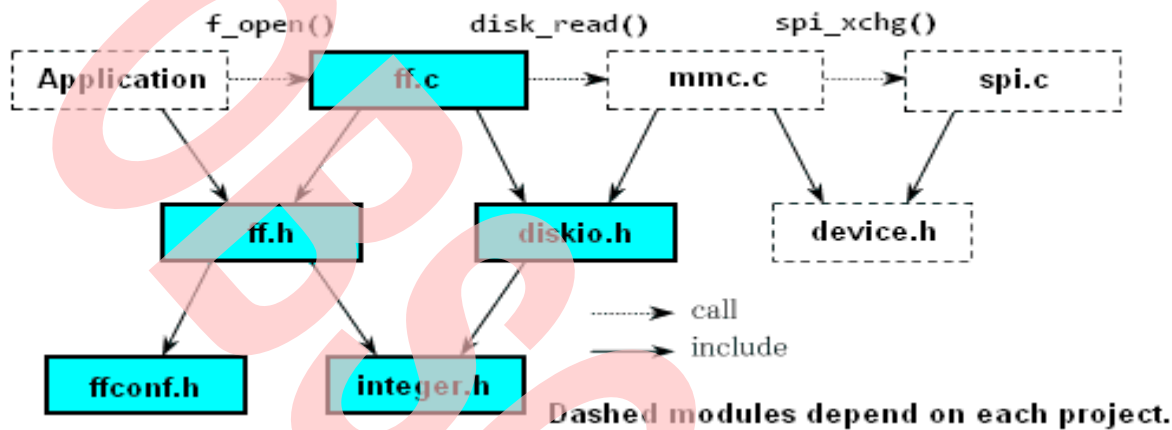 f_open() disk_read() spi_xchg()
Application ff.c mmc.c spi.c
ff.h diskio.h device.h
call
include
ffconf.h integer.h
Dashed modules depend on each project.